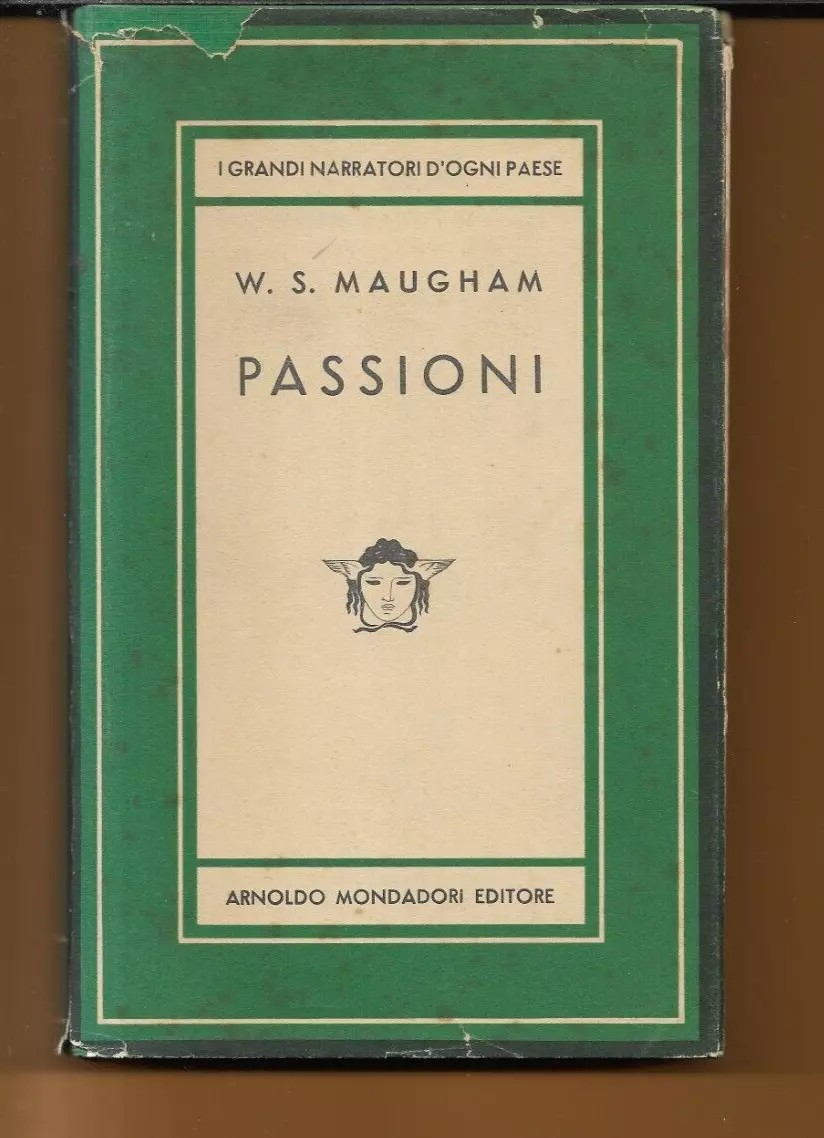 I GRANDI NARRATORI D'OGNI PAESE
W. S. MAUGHAM
PASSIONI
ARNOLDO MONDADORI EDITORE